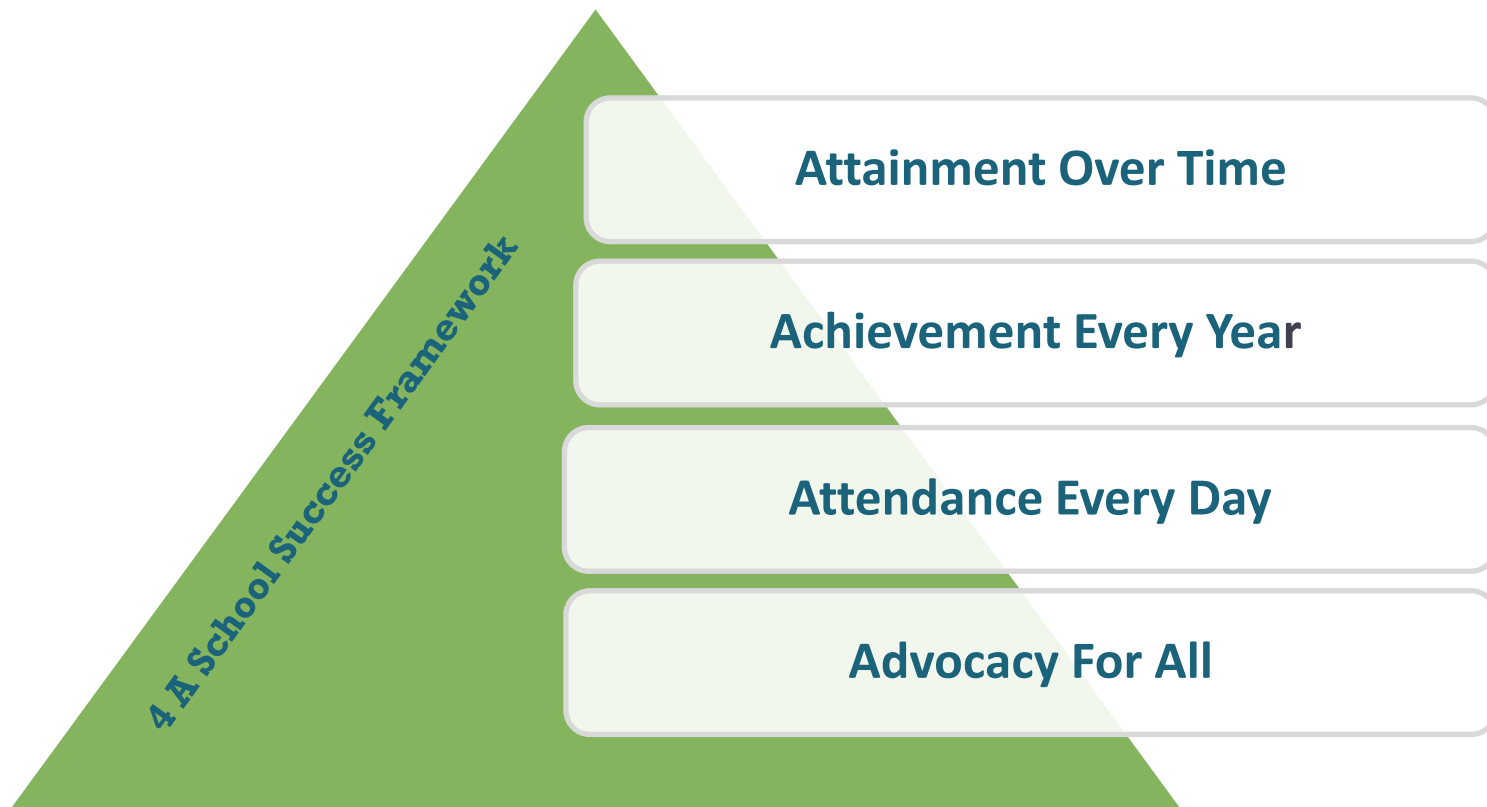 4 A School Success Framework
Attainment Over Time
Achievement Every Year
Attendance Every Day
Advocacy For All